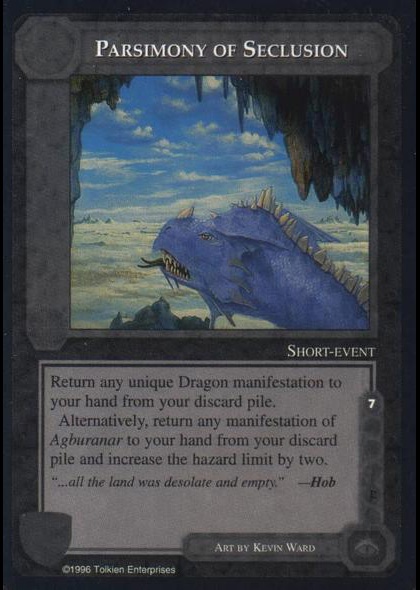 PARSIMONY OF SECLUSION
SHORT-EVENT
Return any unique Dragon manifestation to
your hand from your discard pile.
Alternatively, return any manifestation of
Agburanar to your hand from your discard
pile and increase the hazard limit by two.
"...all the land was desolate and empty." —Hob
7
ART BY KEVIN WARD
©1996 Tolkien Enterprises